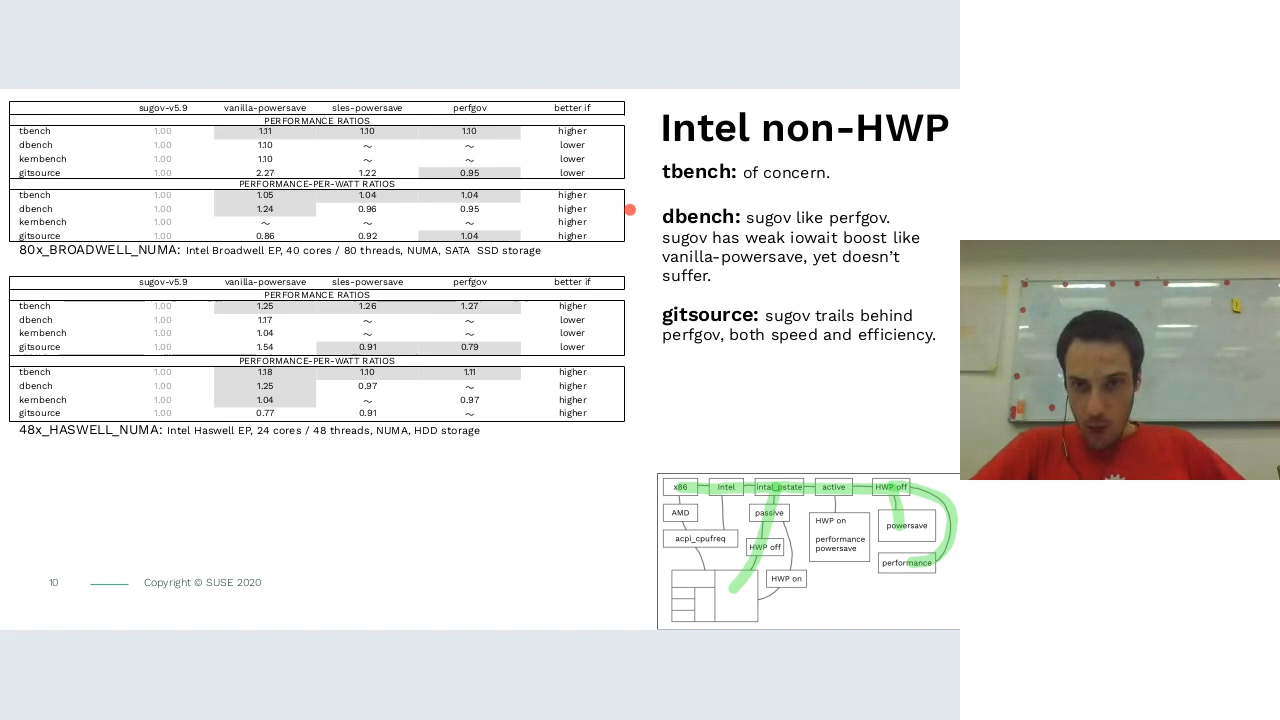 sugov-v5.9 vanilla-powersave sles-powersave perfgov better if
PERFORMANCE RATIOS
tbench 1.00 1.11 1.10 1.10 higher
dbench 1.00 1.10 ~ ~ lower
kernbench 1.00 1.10 ~ ~ lower
gitsource 1.00 2.27 1.22 0.95 lower
PERFORMANCE-PER-WATT RATIOS
tbench 1.00 1.05 1.04 1.04 higher
dbench 1.00 1.24 0.96 0.95 higher
kernbench 1.00 ~ ~ ~ higher
gitsource 1.00 0.86 0.92 1.04 higher
80x_BROADWELL_NUMA: Intel Broadwell EP, 40 cores / 80 threads, NUMA, SATA SSD storage
sugov-v5.9 vanilla-powersave sles-powersave perfgov better if
PERFORMANCE RATIOS
tbench 1.00 1.25 1.26 1.27 higher
dbench 1.00 1.17 ~ ~ lower
kernbench 1.00 1.04 ~ ~ lower
gitsource 1.00 1.54 0.91 0.79 lower
PERFORMANCE-PER-WATT RATIOS
tbench 1.00 1.18 1.10 1.11 higher
dbench 1.00 1.25 0.97 ~ higher
kernbench 1.00 1.04 ~ 0.97 higher
gitsource 1.00 0.77 0.91 ~ higher
48x_HASWELL_NUMA: Intel Haswell EP, 24 cores / 48 threads, NUMA, HDD storage
Intel non-HWP
tbench: of concern.
dbench: sugov like perfgov.
sugov has weak iowait boost like
vanilla-powersave, yet doesn't
suffer.
gitsource: sugov trails behind
perfgov, both speed and efficiency.
x86 Intel intel_pstate active HWP off
AMD passive HWP on
powersave
acpi_cpufreq performance
powersave
HWP off
performance
HWP on
10 Copyright © SUSE 2020